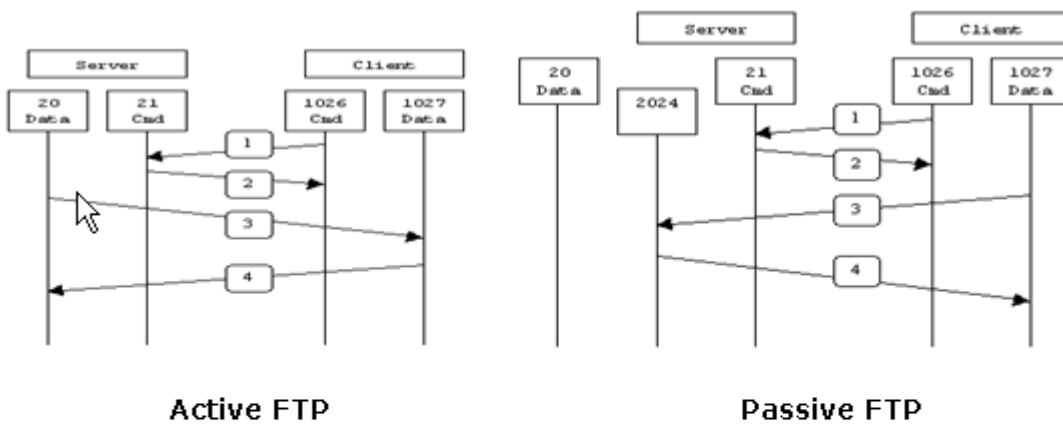 Server
Client
20
Data
21
Cmd
1026
Cmd
1027
Data
1
2
3
4
Active FTP
Server
Client
20
Data
2024
21
Cmd
1026
Cmd
1027
Data
1
2
3
4
Passive FTP